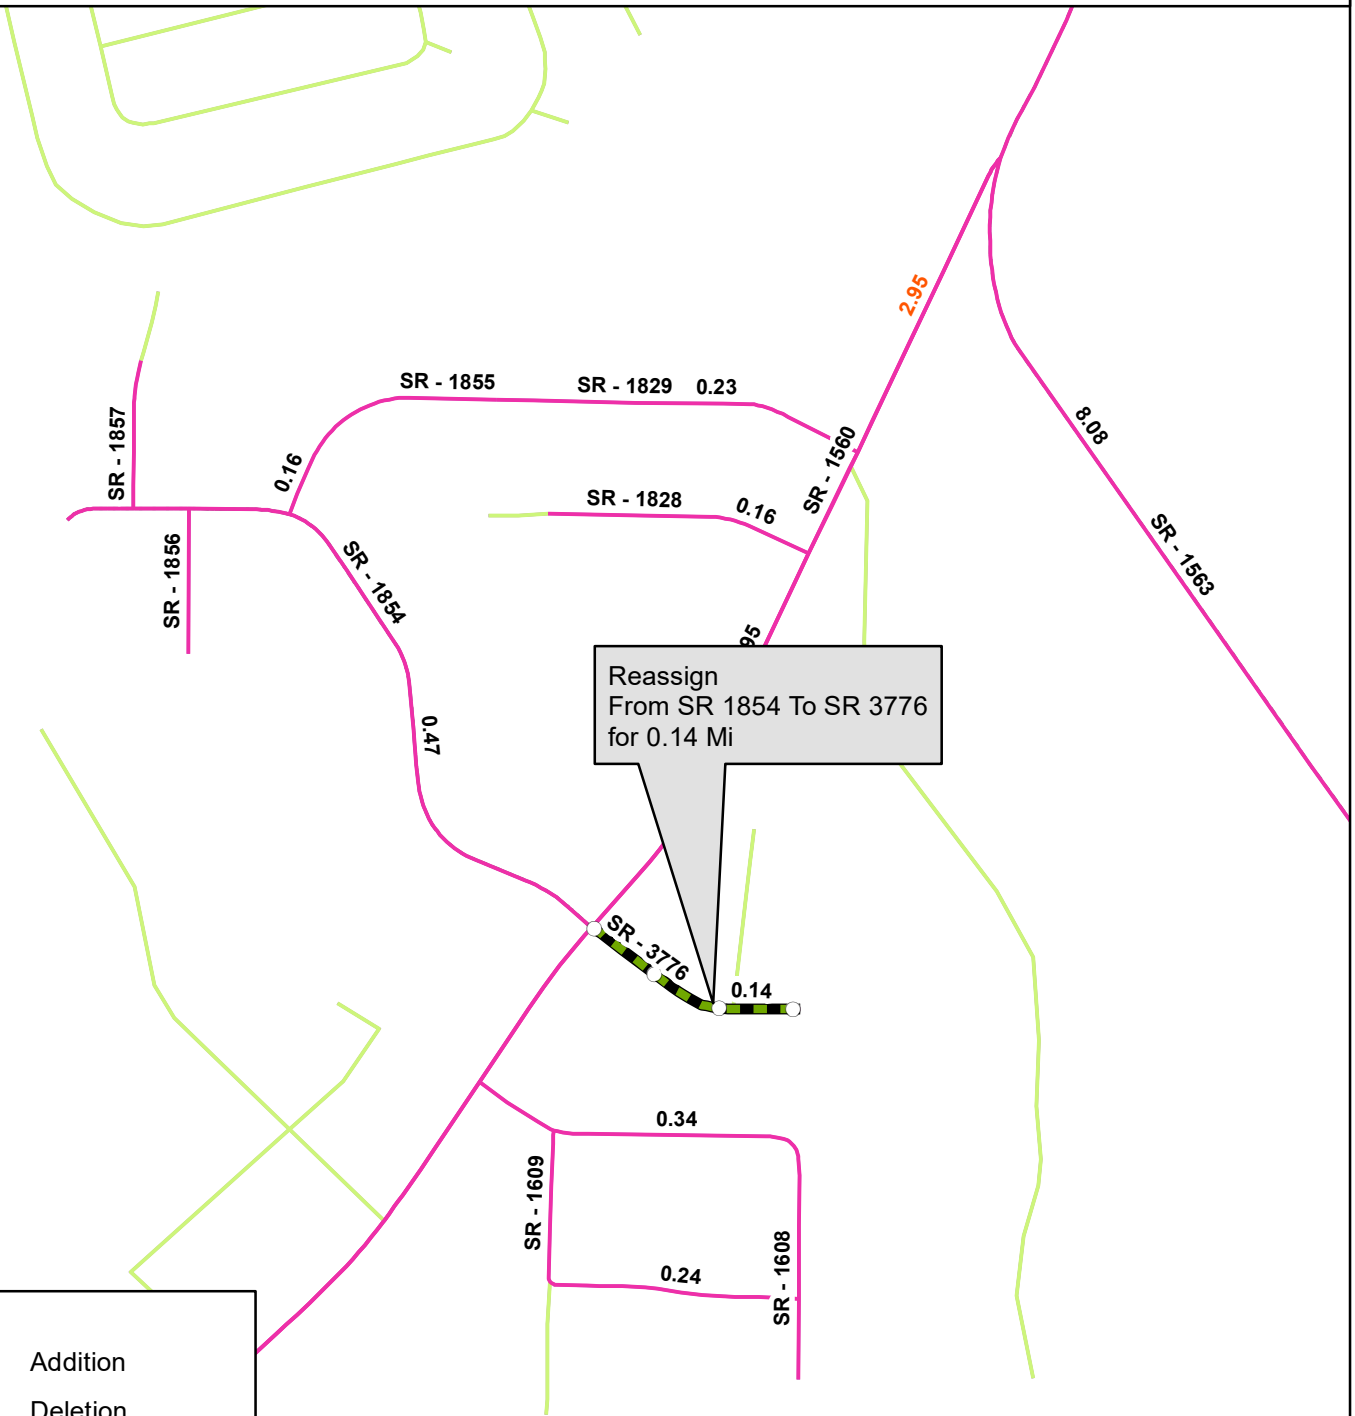 2.95
SR - 1855
SR - 1829
0.23
8.08
SR - 1857
0.16
SR - 1560
SR - 1828
0.16
SR - 1563
SR - 1856
SR - 1854
95
Reassign
From SR 1854 To SR 3776
for 0.14 Mi
0.47
SR - 3776
0.14
0.34
SR - 1609
SR - 1608
0.24
Addition
Deletion